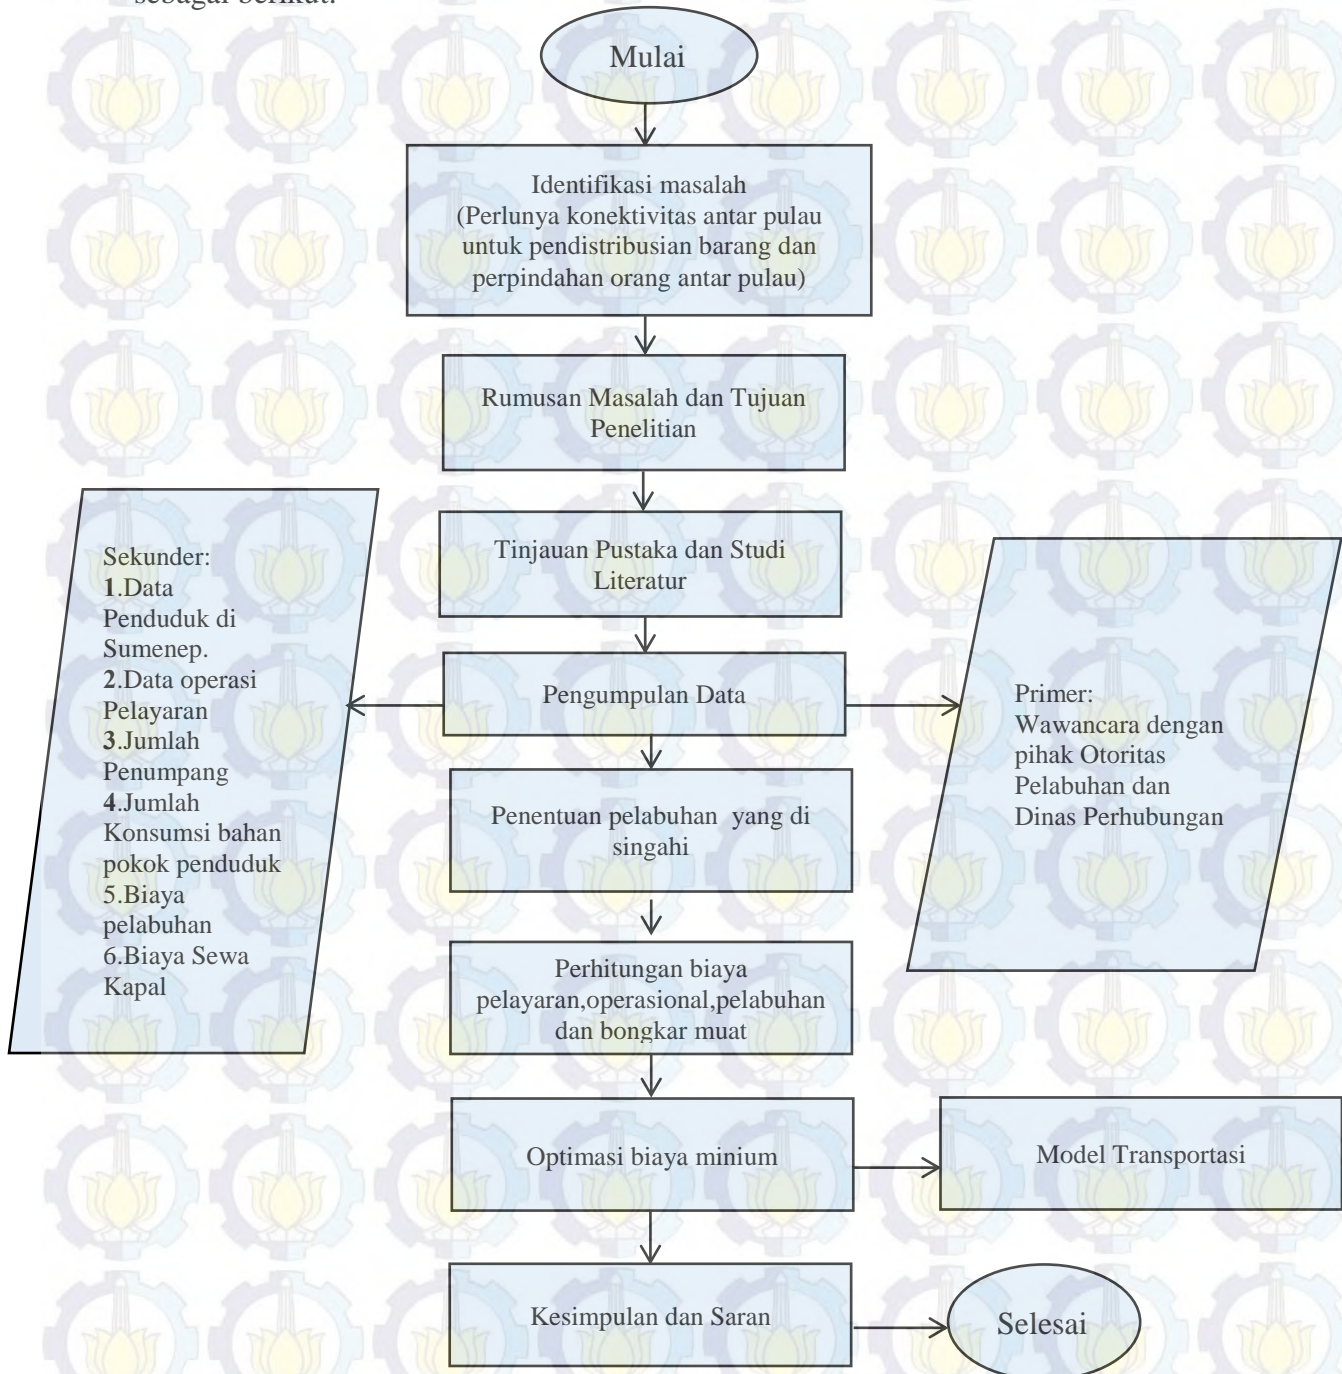 sebagai berikut:
Mulai
Identifikasi masalah
(Perlunya konektivitas antar pulau
untuk pendistribusian barang dan
perpindahan orang antar pulau)
Rumusan Masalah dan Tujuan
Penelitian
Tinjauan Pustaka dan Studi
Literatur
Sekunder:
1.Data
Penduduk di
Sumenep.
2.Data operasi
Pelayaran
3.Jumlah
Penumpang
4.Jumlah
Konsumsi bahan
pokok penduduk
5.Biaya
pelabuhan
6.Biaya Sewa
Kapal
Pengumpulan Data
Primer:
Wawancara dengan
pihak Otoritas
Pelabuhan dan
Dinas Perhubungan
Penentuan pelabuhan yang di
singahi
Perhitungan biaya
pelayaran,operasional,pelabuhan
dan bongkar muat
Optimasi biaya minium
Model Transportasi
Kesimpulan dan Saran
Selesai